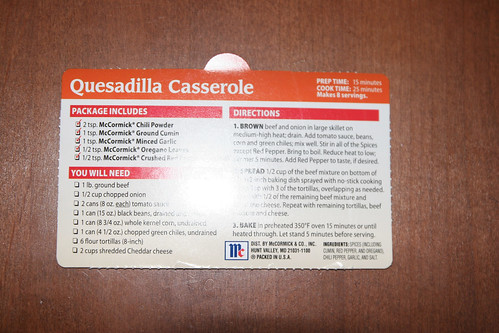 Quesadilla Casserole
PREP TIME: 15 minutes
COOK TIME: 25 minutes
Makes 8 servings.
PACKAGE INCLUDES
2 tsp. McCormick® Chili Powder
1 tsp. McCormick® Ground Cumin
1 tsp. McCormick® Minced Garlic
1/2 tsp. McCormick® Oregano Leaves
1/2 tsp. McCormick® Crushed Red
YOU WILL NEED
1 lb. ground beef
1/2 cup chopped onion
2 cans (8 oz. each) tomato sauce
1 can (15 oz.) black beans, drained and
1 can (8 3/4 oz.) whole kernel corn, undrained
1 can (4 1/2 oz.) chopped green chiles, undrained
6 flour tortillas (8-inch)
2 cups shredded Cheddar cheese
DIRECTIONS
1. BROWN beef and onion in large skillet on
medium-high heat; drain. Add tomato sauce, beans,
corn and green chiles; mix well. Stir in all of the Spices
except Red Pepper. Bring to boil. Reduce heat to low;
5 minutes. Add Red Pepper to taste, if desired.
SPREAD 1/2 cup of the beef mixture on bottom
baking dish sprayed with no-stick cooking
with 3 of the tortillas, overlapping as needed.
1/2 of the remaining beef mixture and
Repeat with remaining tortillas, beef
and cheese.
3. BAKE in preheated 350°F oven 15 minutes or until
heated through. Let stand 5 minutes before serving.
Mc
DIST. BY McCORMICK & CO., INC.
HUNT VALLEY, MD 21031-1100
® PACKED IN U.S.A.
INGREDIENTS: SPICES (INCLUDING
CUMIN, RED PEPPER, AND OREGANO),
CHILI PEPPER, GARLIC, AND SALT.